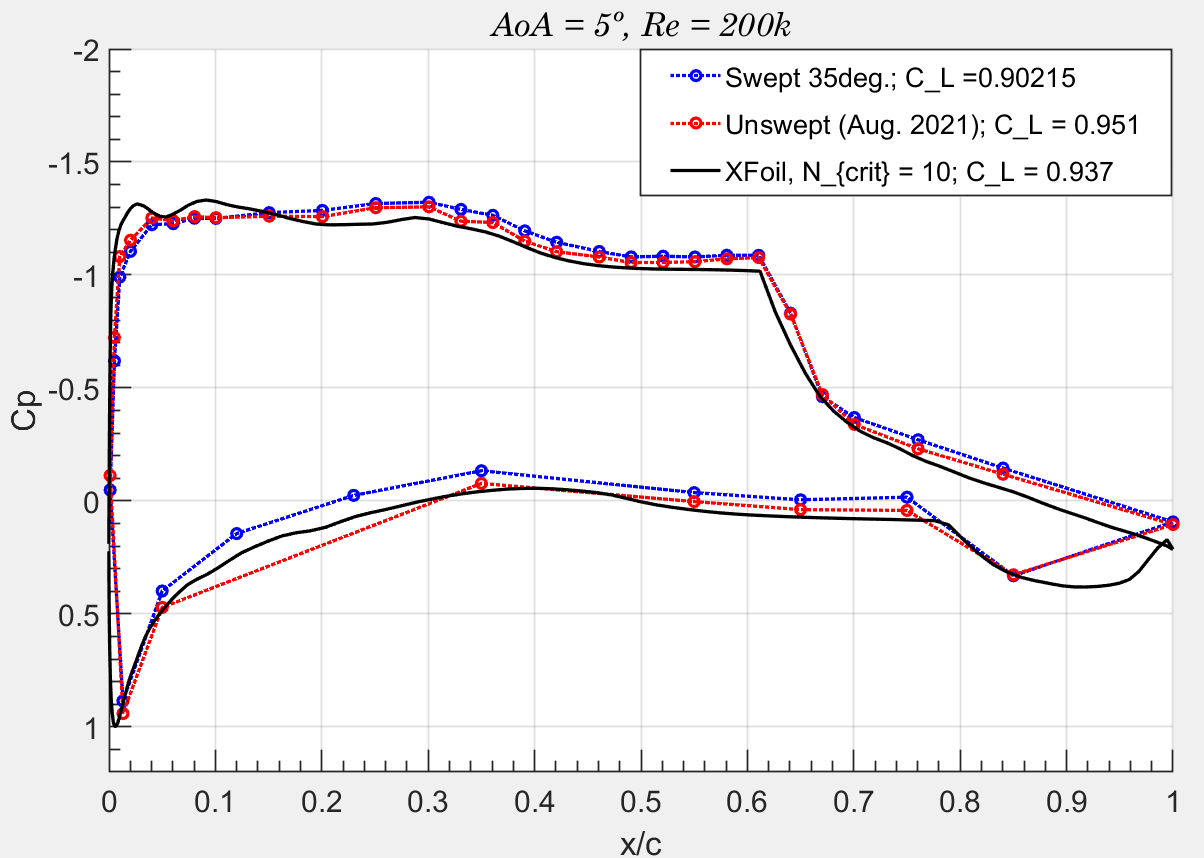 AoA = 5º, Re = 200k
Swept 35deg.; C_L =0.90215
Unswept (Aug. 2021); C_L = 0.951
XFoil, N_{crit} = 10; C_L = 0.937
-2
-1.5
-1
-0.5
0
0.5
1
Cp
0 0.1 0.2 0.3 0.4 0.5 0.6 0.7 0.8 0.9 1
x/c